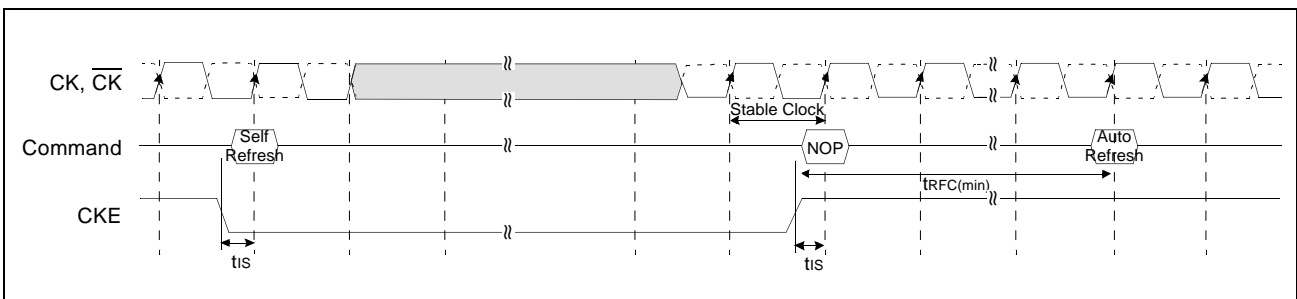 CK, CK
Stable Clock
Command
Self
Refresh
NOP
Auto
Refresh
tRFC(min)
CKE
tIS
tIS